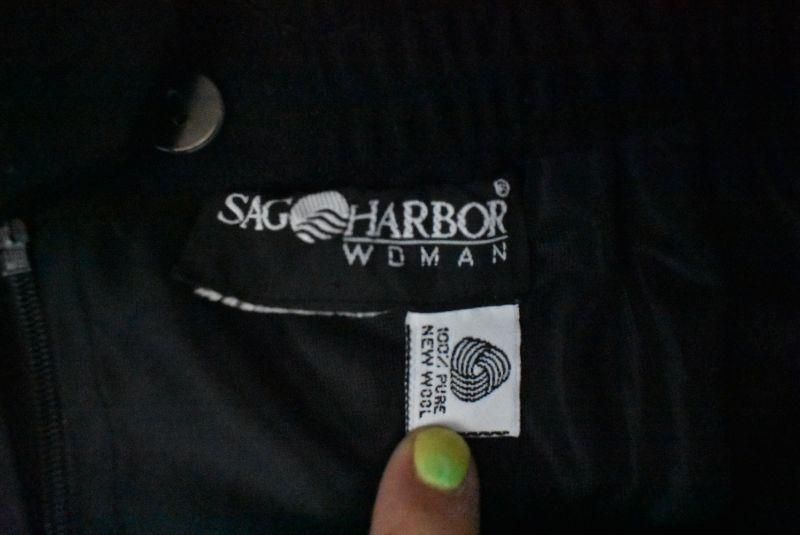 SAG HARBOR®
WOMAN
100% PURE
NEW WOOL